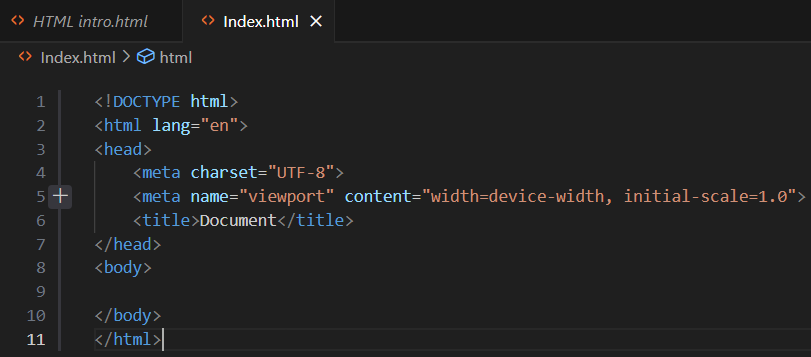 HTML intro.html Index.html
Index.html > html
1 <!DOCTYPE html>
2 <html lang="en">
3 <head>
4     <meta charset="UTF-8">
5     <meta name="viewport" content="width=device-width, initial-scale=1.0">
6     <title>Document</title>
7 </head>
8 <body>
9
10 </body>
11 </html>